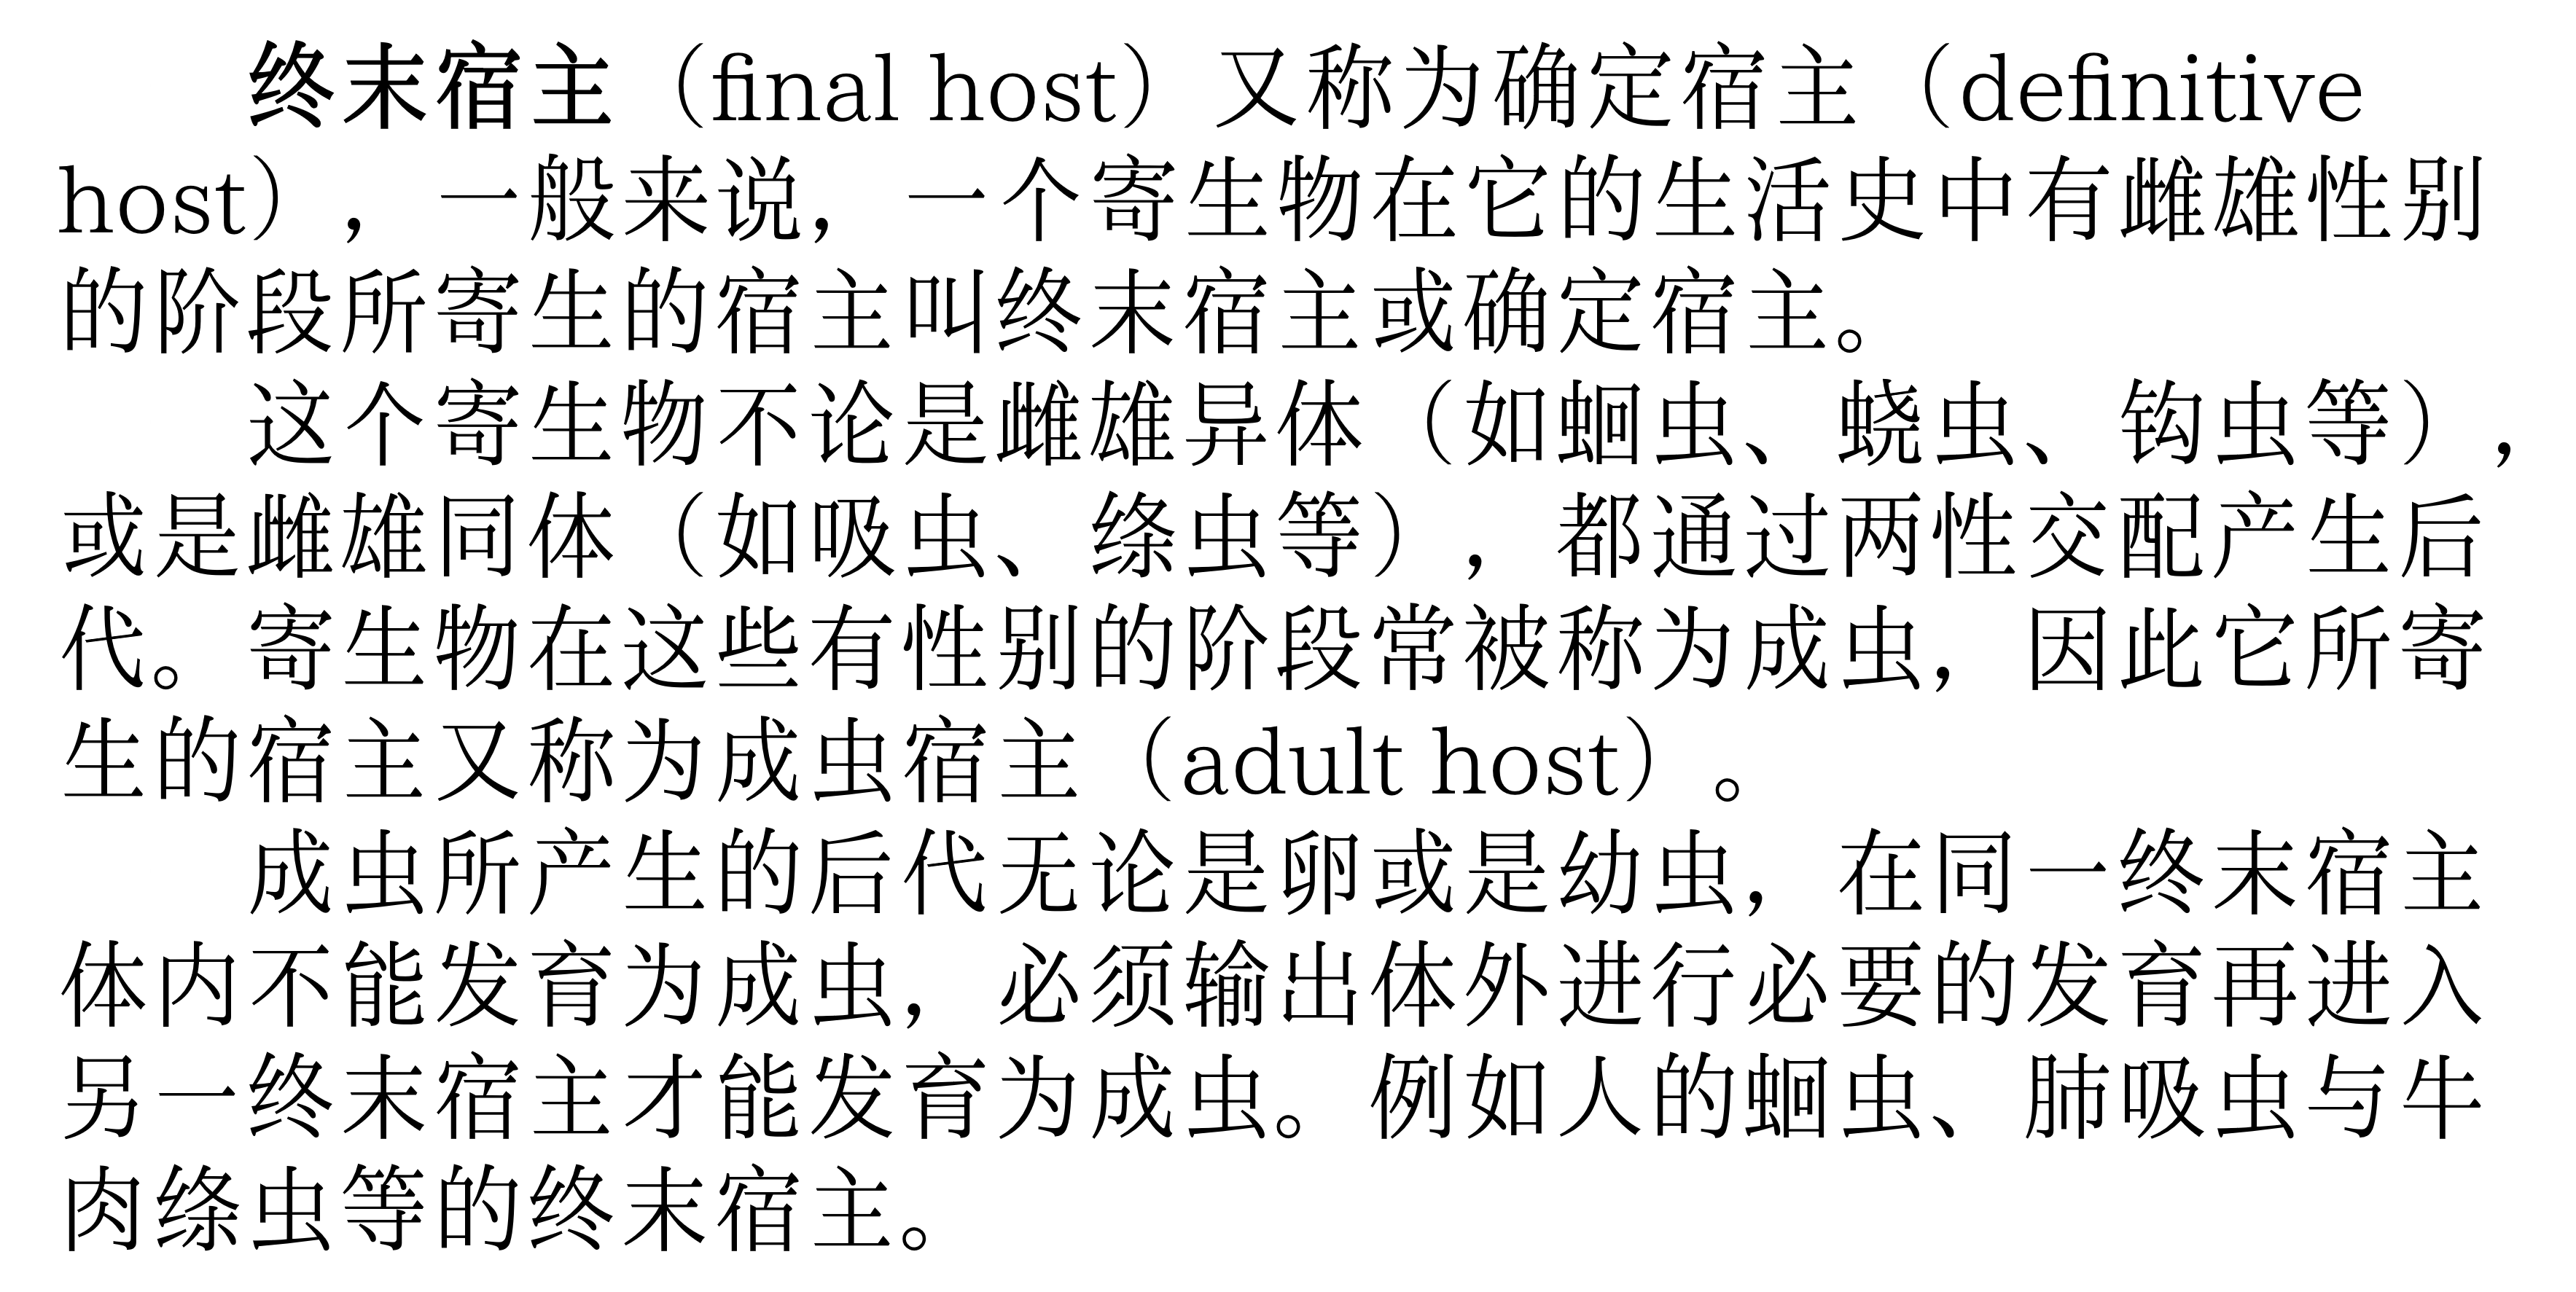 终末宿主（final host）又称为确定宿主（definitive
host），一般来说，一个寄生物在它的生活史中有雌雄性别
的阶段所寄生的宿主叫终末宿主或确定宿主。
这个寄生物不论是雌雄异体（如蛔虫、蛲虫、钩虫等），
或是雌雄同体（如吸虫、绦虫等），都通过两性交配产生后
代。寄生物在这些有性别的阶段常被称为成虫，因此它所寄
生的宿主又称为成虫宿主（adult host）。
成虫所产生的后代无论是卵或是幼虫，在同一终末宿主
体内不能发育为成虫，必须输出体外进行必要的发育再进入
另一终末宿主才能发育为成虫。例如人的蛔虫、肺吸虫与牛
肉绦虫等的终末宿主。